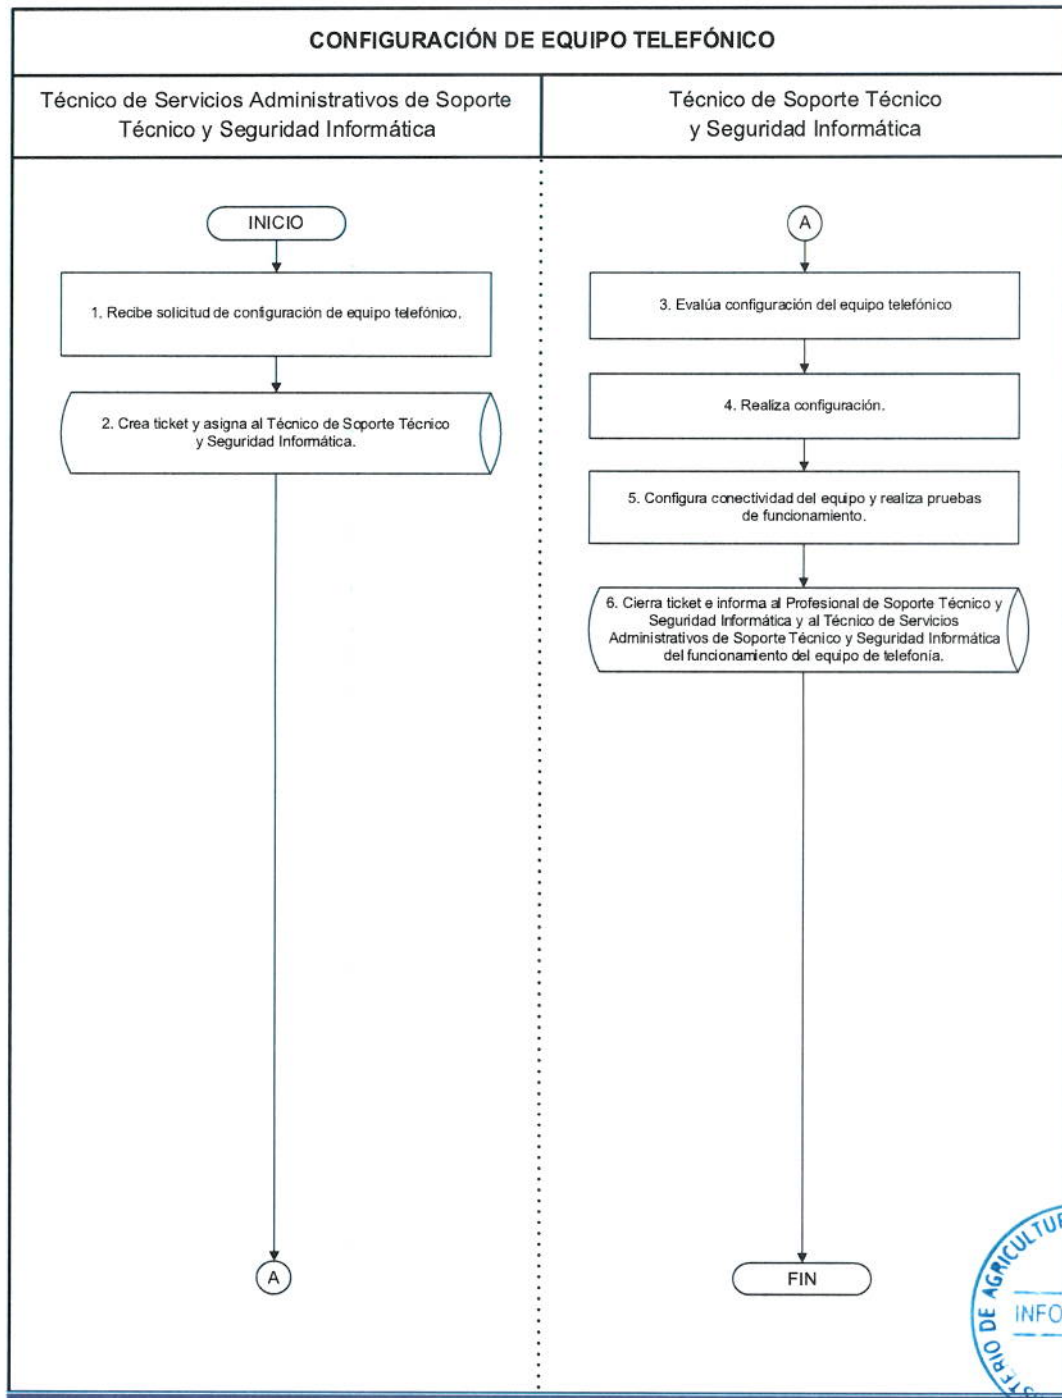 CONFIGURACIÓN DE EQUIPO TELEFÓNICO
Técnico de Servicios Administrativos de Soporte
Técnico y Seguridad Informática
Técnico de Soporte Técnico
y Seguridad Informática
INICIO
1. Recibe solicitud de configuración de equipo telefónico.
2. Crea ticket y asigna al Técnico de Soporte Técnico
y Seguridad Informática.
A
A
3. Evalúa configuración del equipo telefónico
4. Realiza configuración.
5. Configura conectividad del equipo y realiza pruebas
de funcionamiento.
6. Cierra ticket e informa al Profesional de Soporte Técnico y
Seguridad Informática y al Técnico de Servicios
Administrativos de Soporte Técnico y Seguridad Informática
del funcionamiento del equipo de telefonía.
FIN
DE
INFO